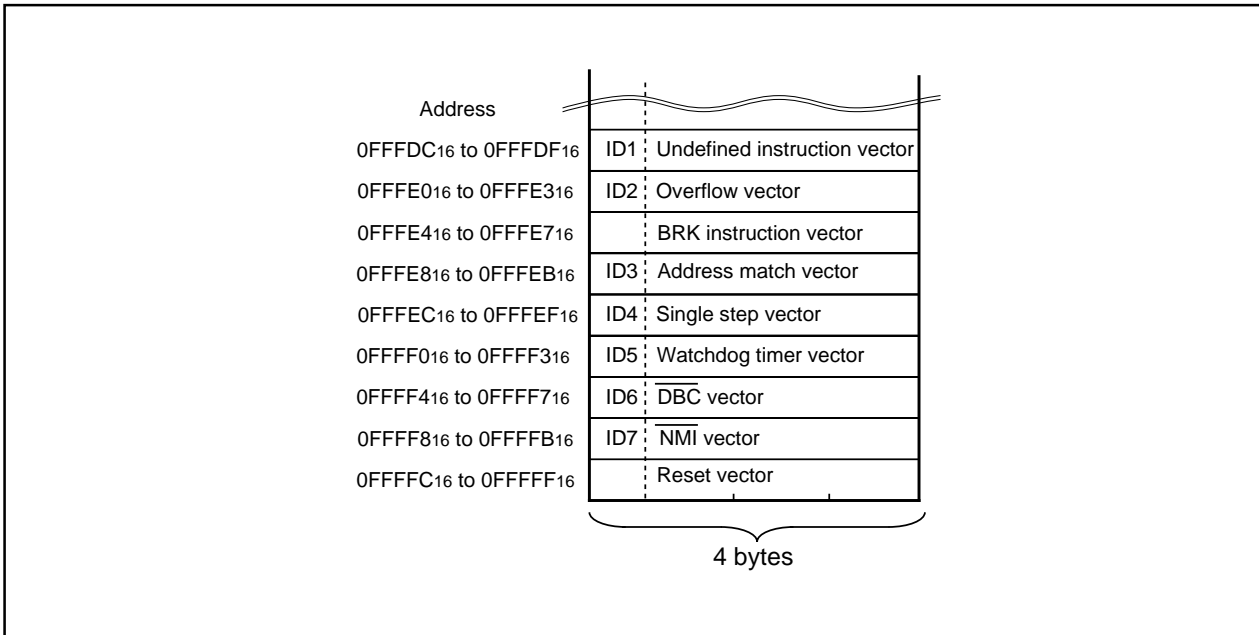 Address
0FFFDC16 to 0FFFDF16 ID1 Undefined instruction vector
0FFFE016 to 0FFFE316 ID2 Overflow vector
0FFFE416 to 0FFFE716 BRK instruction vector
0FFFE816 to 0FFFEB16 ID3 Address match vector
0FFFEC16 to 0FFFEF16 ID4 Single step vector
0FFFF016 to 0FFFF316 ID5 Watchdog timer vector
0FFFF416 to 0FFFF716 ID6 DBC vector
0FFFF816 to 0FFFFB16 ID7 NMI vector
0FFFFC16 to 0FFFFF16 Reset vector
4 bytes